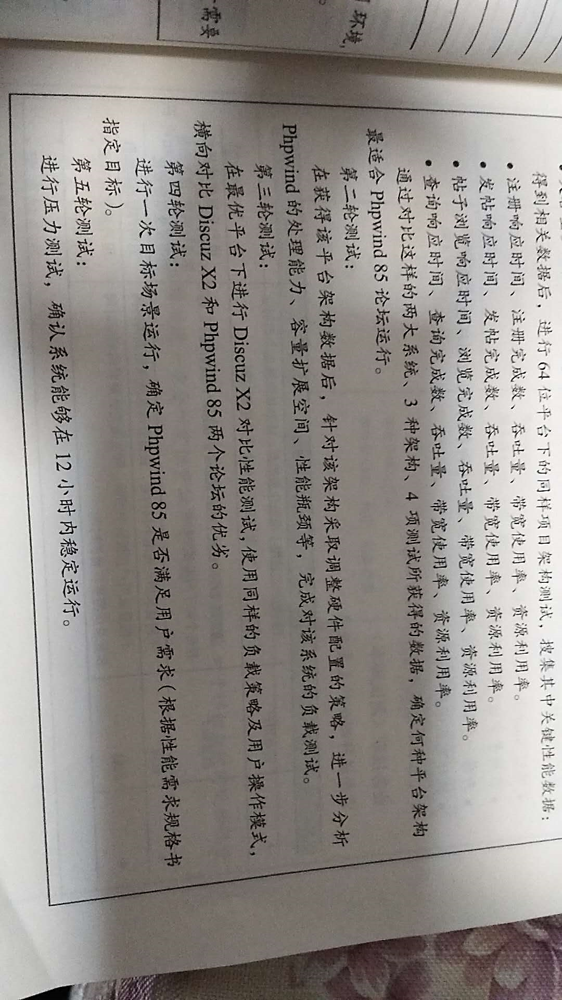 得到相关数据后，进行64位平台下的同样项目架构测试，搜集其中关键性能数据：
• 注册响应时间、注册完成数、吞吐量、带宽使用率、资源利用率。
• 发帖响应时间、发帖完成数、吞吐量、带宽使用率、资源利用率。
• 帖子浏览响应时间、浏览完成数、吞吐量、带宽使用率、资源利用率。
• 查询响应时间、查询完成数、吞吐量、带宽使用率、资源利用率。
通过对比这样的两大系统、3种架构、4项测试所获得的数据，确定何种平台架构
最适合 Phpwind 85 论坛运行。
第二轮测试：
在获得该平台架构数据后，针对该架构采取调整硬件配置的策略，进一步分析
Phpwind 的处理能力、容量扩展空间、性能瓶颈等，完成对该系统的负载测试。
第三轮测试：
在最优平台下进行 Discuz X2 对比性能测试，使用同样的负载策略及用户操作模式，
横向对比 Discuz X2 和 Phpwind 85 两个论坛的优劣。
第四轮测试：
进行一次目标场景运行，确定 Phpwind 85 是否满足用户需求（根据性能需求规格书
指定目标）。
第五轮测试：
进行压力测试，确认系统能够在12小时内稳定运行。
环境，
需要